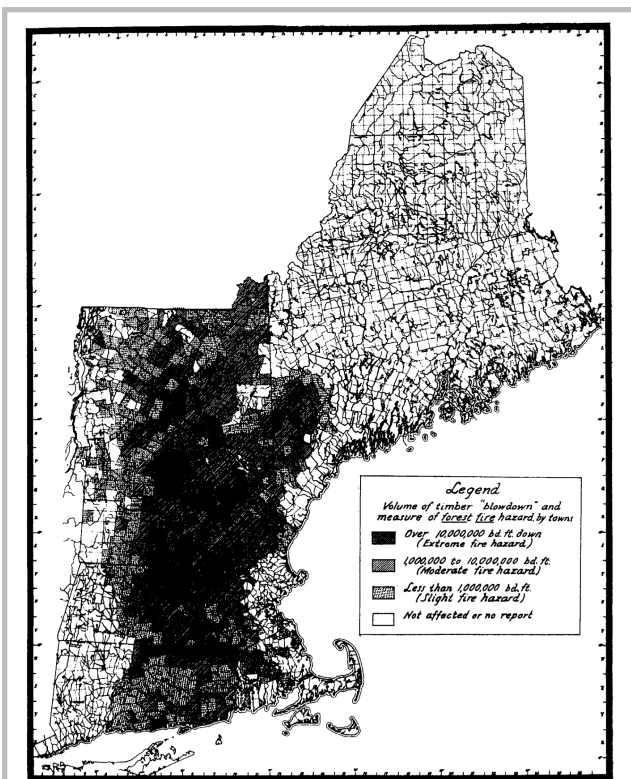 Legend
Volume of timber "blowdown" and
measure of forest fire hazard, by towns
Over 10,000,000 bd. ft. down
(Extreme fire hazard)
1,000,000 to 10,000,000 bd. ft.
(Moderate fire hazard)
Less than 1,000,000 bd. ft.
(Slight fire hazard)
Not affected or no report